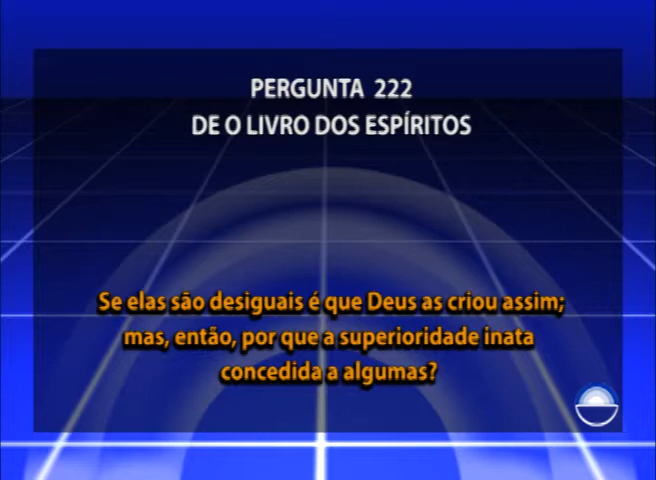 PERGUNTA 222
DE O LIVRO DOS ESPÍRITOS
Se elas são desiguais é que Deus as criou assim;
mas, então, por que a superioridade inata
concedida a algumas?